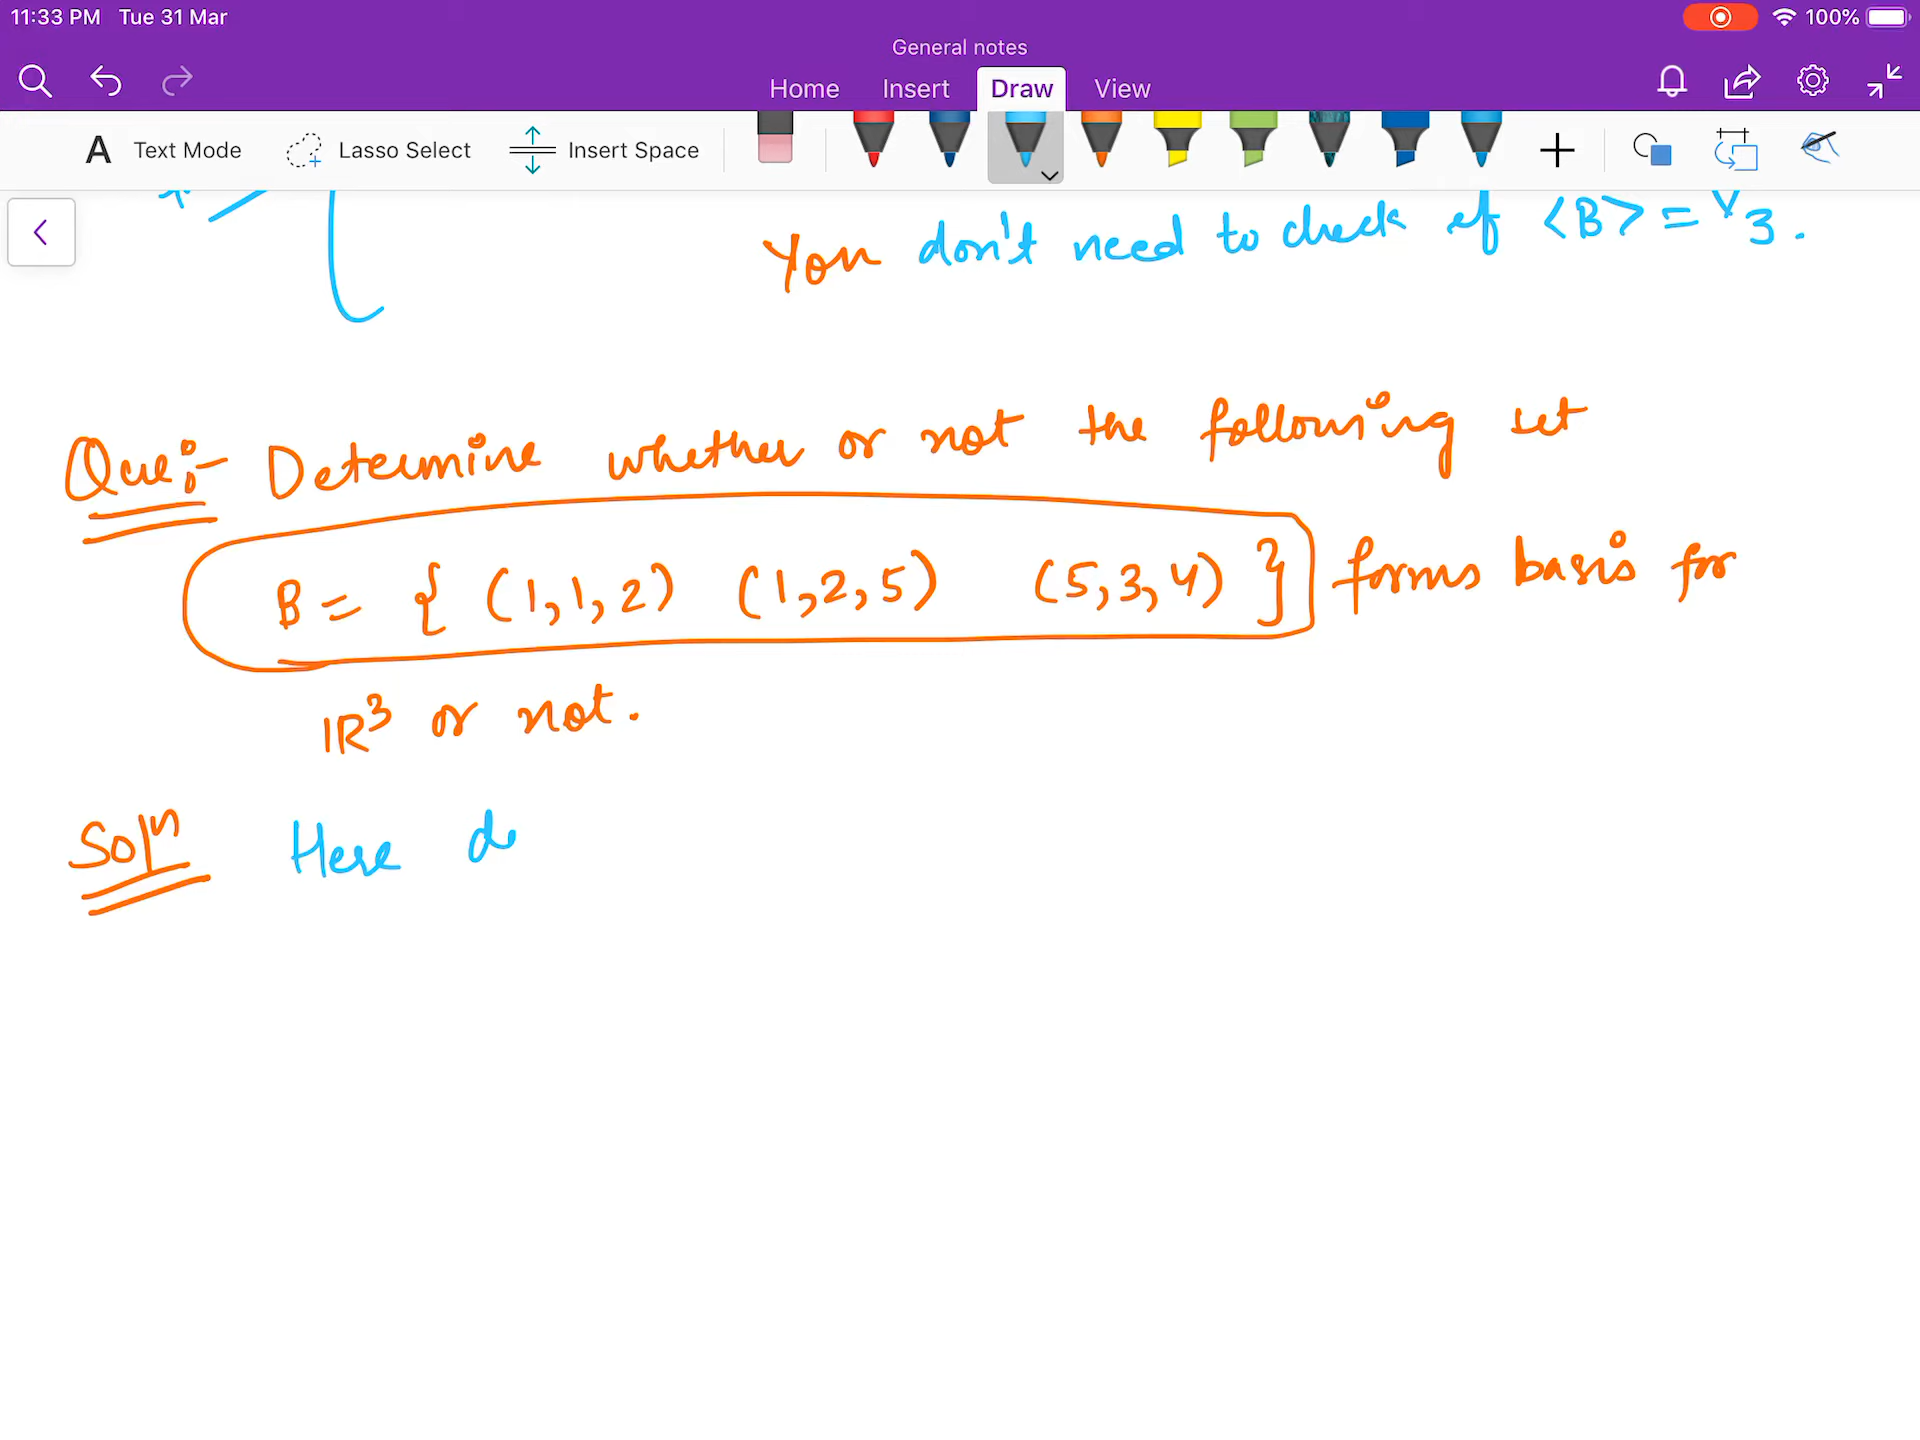 11:33 PM Tue 31 Mar 100%
General notes
Home Insert Draw View
A Text Mode Lasso Select Insert Space
You don't need to check if <B> = V3.
Que:- Determine whether or not the following set
B = { (1,1,2) (1,2,5) (5,3,4) } forms basis for
IR³ or not.
Solⁿ Here de